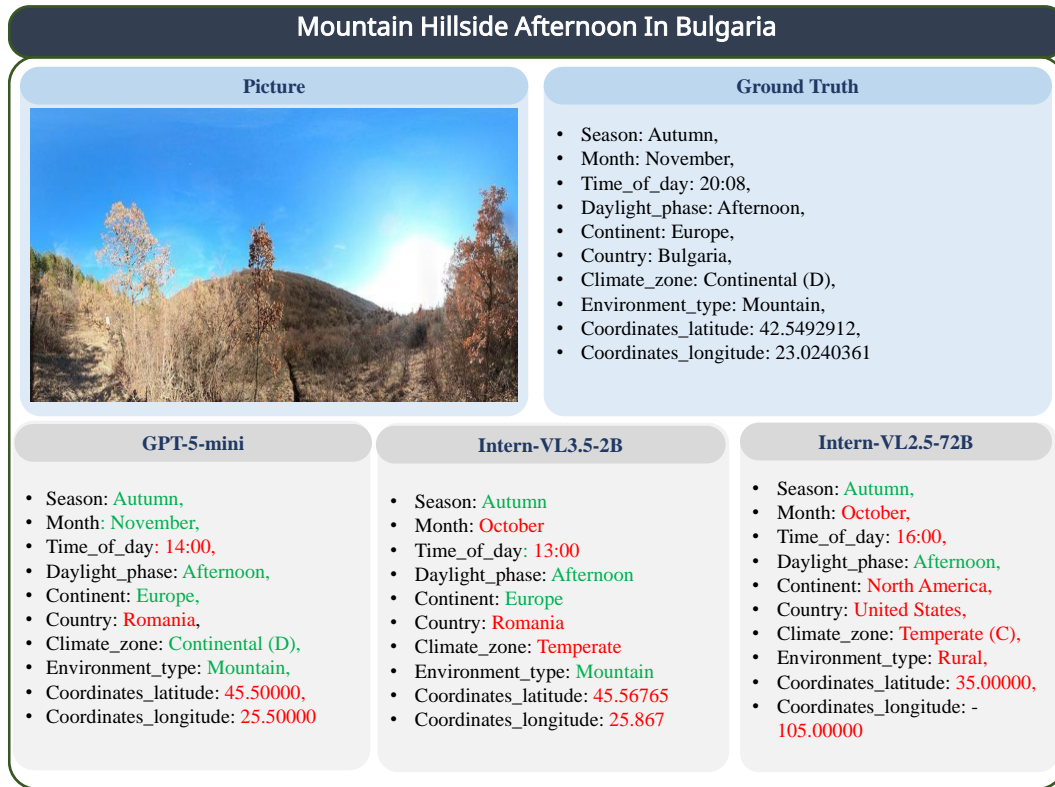 Mountain Hillside Afternoon In Bulgaria
Picture
Ground Truth
• Season: Autumn,
• Month: November,
• Time_of_day: 20:08,
• Daylight_phase: Afternoon,
• Continent: Europe,
• Country: Bulgaria,
• Climate_zone: Continental (D),
• Environment_type: Mountain,
• Coordinates_latitude: 42.5492912,
• Coordinates_longitude: 23.0240361
GPT-5-mini
• Season: Autumn,
• Month: November,
• Time_of_day: 14:00,
• Daylight_phase: Afternoon,
• Continent: Europe,
• Country: Romania,
• Climate_zone: Continental (D),
• Environment_type: Mountain,
• Coordinates_latitude: 45.50000,
• Coordinates_longitude: 25.50000
Intern-VL3.5-2B
• Season: Autumn
• Month: October
• Time_of_day: 13:00
• Daylight_phase: Afternoon
• Continent: Europe
• Country: Romania
• Climate_zone: Temperate
• Environment_type: Mountain
• Coordinates_latitude: 45.56765
• Coordinates_longitude: 25.867
Intern-VL2.5-72B
• Season: Autumn,
• Month: October,
• Time_of_day: 16:00,
• Daylight_phase: Afternoon,
• Continent: North America,
• Country: United States,
• Climate_zone: Temperate (C),
• Environment_type: Rural,
• Coordinates_latitude: 35.00000,
• Coordinates_longitude: -
105.00000